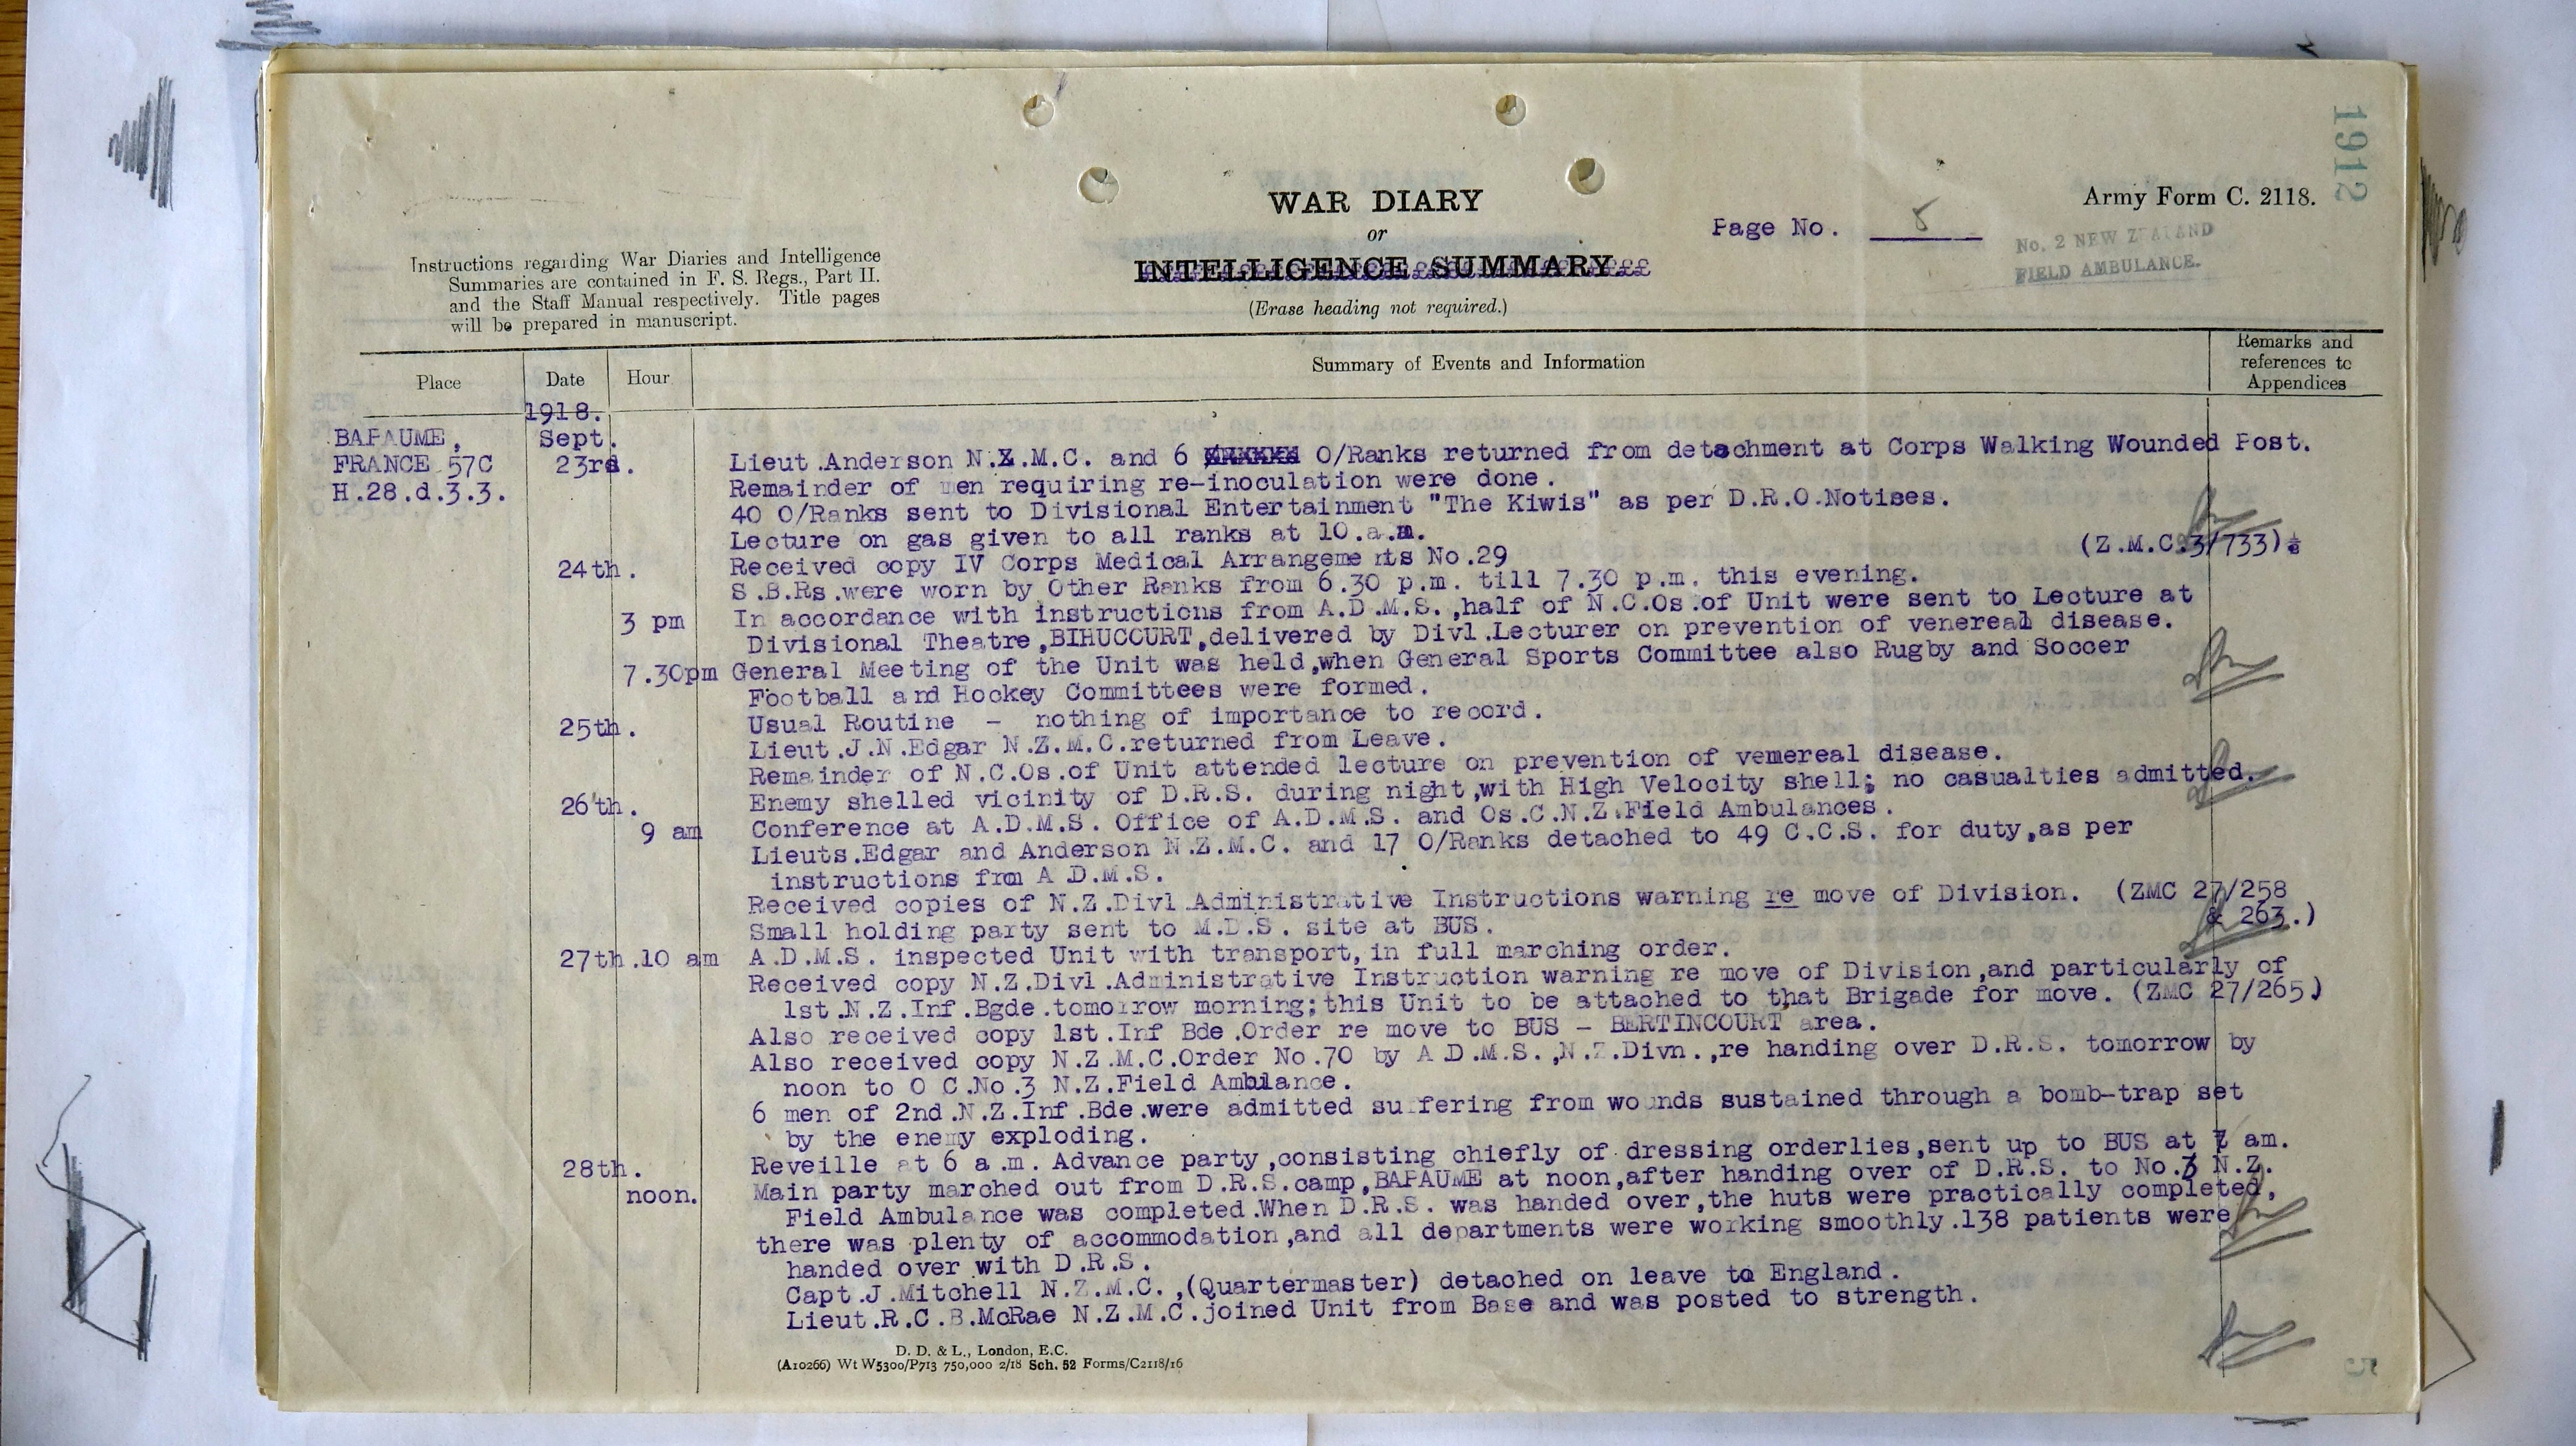 WAR DIARY
or
INTELLIGENCE SUMMARY.
(Erase heading not required.)
Page No.
Army Form C. 2118.
No. 2 NEW ZEALAND
FIELD AMBULANCE.
Instructions regarding War Diaries and Intelligence
Summaries are contained in F. S. Regs., Part II.
and the Staff Manual respectively. Title pages
will be prepared in manuscript.
Place Date Hour Summary of Events and Information Remarks and references to Appendices
1918.
BAPAUME, Sept.
FRANCE 57C 23rd. Lieut.Anderson N.Z.M.C. and 6 O/Ranks returned from detachment at Corps Walking Wounded Post.
H.28.d.3.3. Remainder of men requiring re-inoculation were done.
40 O/Ranks sent to Divisional Entertainment "The Kiwis" as per D.R.O.Notises.
Lecture on gas given to all ranks at 10.a.m.
24th. Received copy IV Corps Medical Arrangements No.29 (Z.M.C.3/733)
S.B.Rs.were worn by Other Ranks from 6.30 p.m. till 7.30 p.m. this evening.
3 pm In accordance with instructions from A.D.M.S.,half of N.C.Os.of Unit were sent to Lecture at
Divisional Theatre,BIHUCOURT,delivered by Divl.Lecturer on prevention of venereal disease.
7.30pm General Meeting of the Unit was held,when General Sports Committee also Rugby and Soccer
Football and Hockey Committees were formed.
25th. Usual Routine - nothing of importance to record.
Lieut.J.N.Edgar N.Z.M.C.returned from Leave.
Remainder of N.C.Os.of Unit attended lecture on prevention of vemereal disease.
26th. Enemy shelled vicinity of D.R.S. during night,with High Velocity shell; no casualties admitted.
9 am Conference at A.D.M.S. Office of A.D.M.S. and Os.C.N.Z.Field Ambulances.
Lieuts.Edgar and Anderson N.Z.M.C. and 17 O/Ranks detached to 49 C.C.S. for duty,as per
instructions from A.D.M.S.
Received copies of N.Z.Divl.Administrative Instructions warning re move of Division. (ZMC 27/258
Small holding party sent to M.D.S. site at BUS. & 263.)
27th.10 am A.D.M.S. inspected Unit with transport,in full marching order.
Received copy N.Z.Divl.Administrative Instruction warning re move of Division,and particularly of
1st.N.Z.Inf.Bgde.tomorrow morning;this Unit to be attached to that Brigade for move. (ZMC 27/265)
Also received copy 1st.Inf Bde.Order re move to BUS - BERTINCOURT area.
Also received copy N.Z.M.C.Order No.70 by A.D.M.S.,N.Z.Divn.,re handing over D.R.S. tomorrow by
noon to O C.No.3 N.Z.Field Ambulance.
6 men of 2nd.N.Z.Inf.Bde.were admitted suffering from wounds sustained through a bomb-trap set
by the enemy exploding.
28th. Reveille at 6 a.m. Advance party,consisting chiefly of dressing orderlies,sent up to BUS at 7 am.
noon. Main party marched out from D.R.S.camp,BAPAUME at noon,after handing over of D.R.S. to No.3 N.Z.
Field Ambulance was completed.When D.R.S. was handed over,the huts were practically completed,
there was plenty of accommodation,and all departments were working smoothly.138 patients were
handed over with D.R.S.
Capt.J.Mitchell N.Z.M.C.,(Quartermaster) detached on leave to England.
Lieut.R.C.B.McRae N.Z.M.C.joined Unit from Base and was posted to strength.
D. D. & L., London, E.C.
(A10266) Wt W5300/P713 750,000 2/18 Sch. 52 Forms/C2118/16